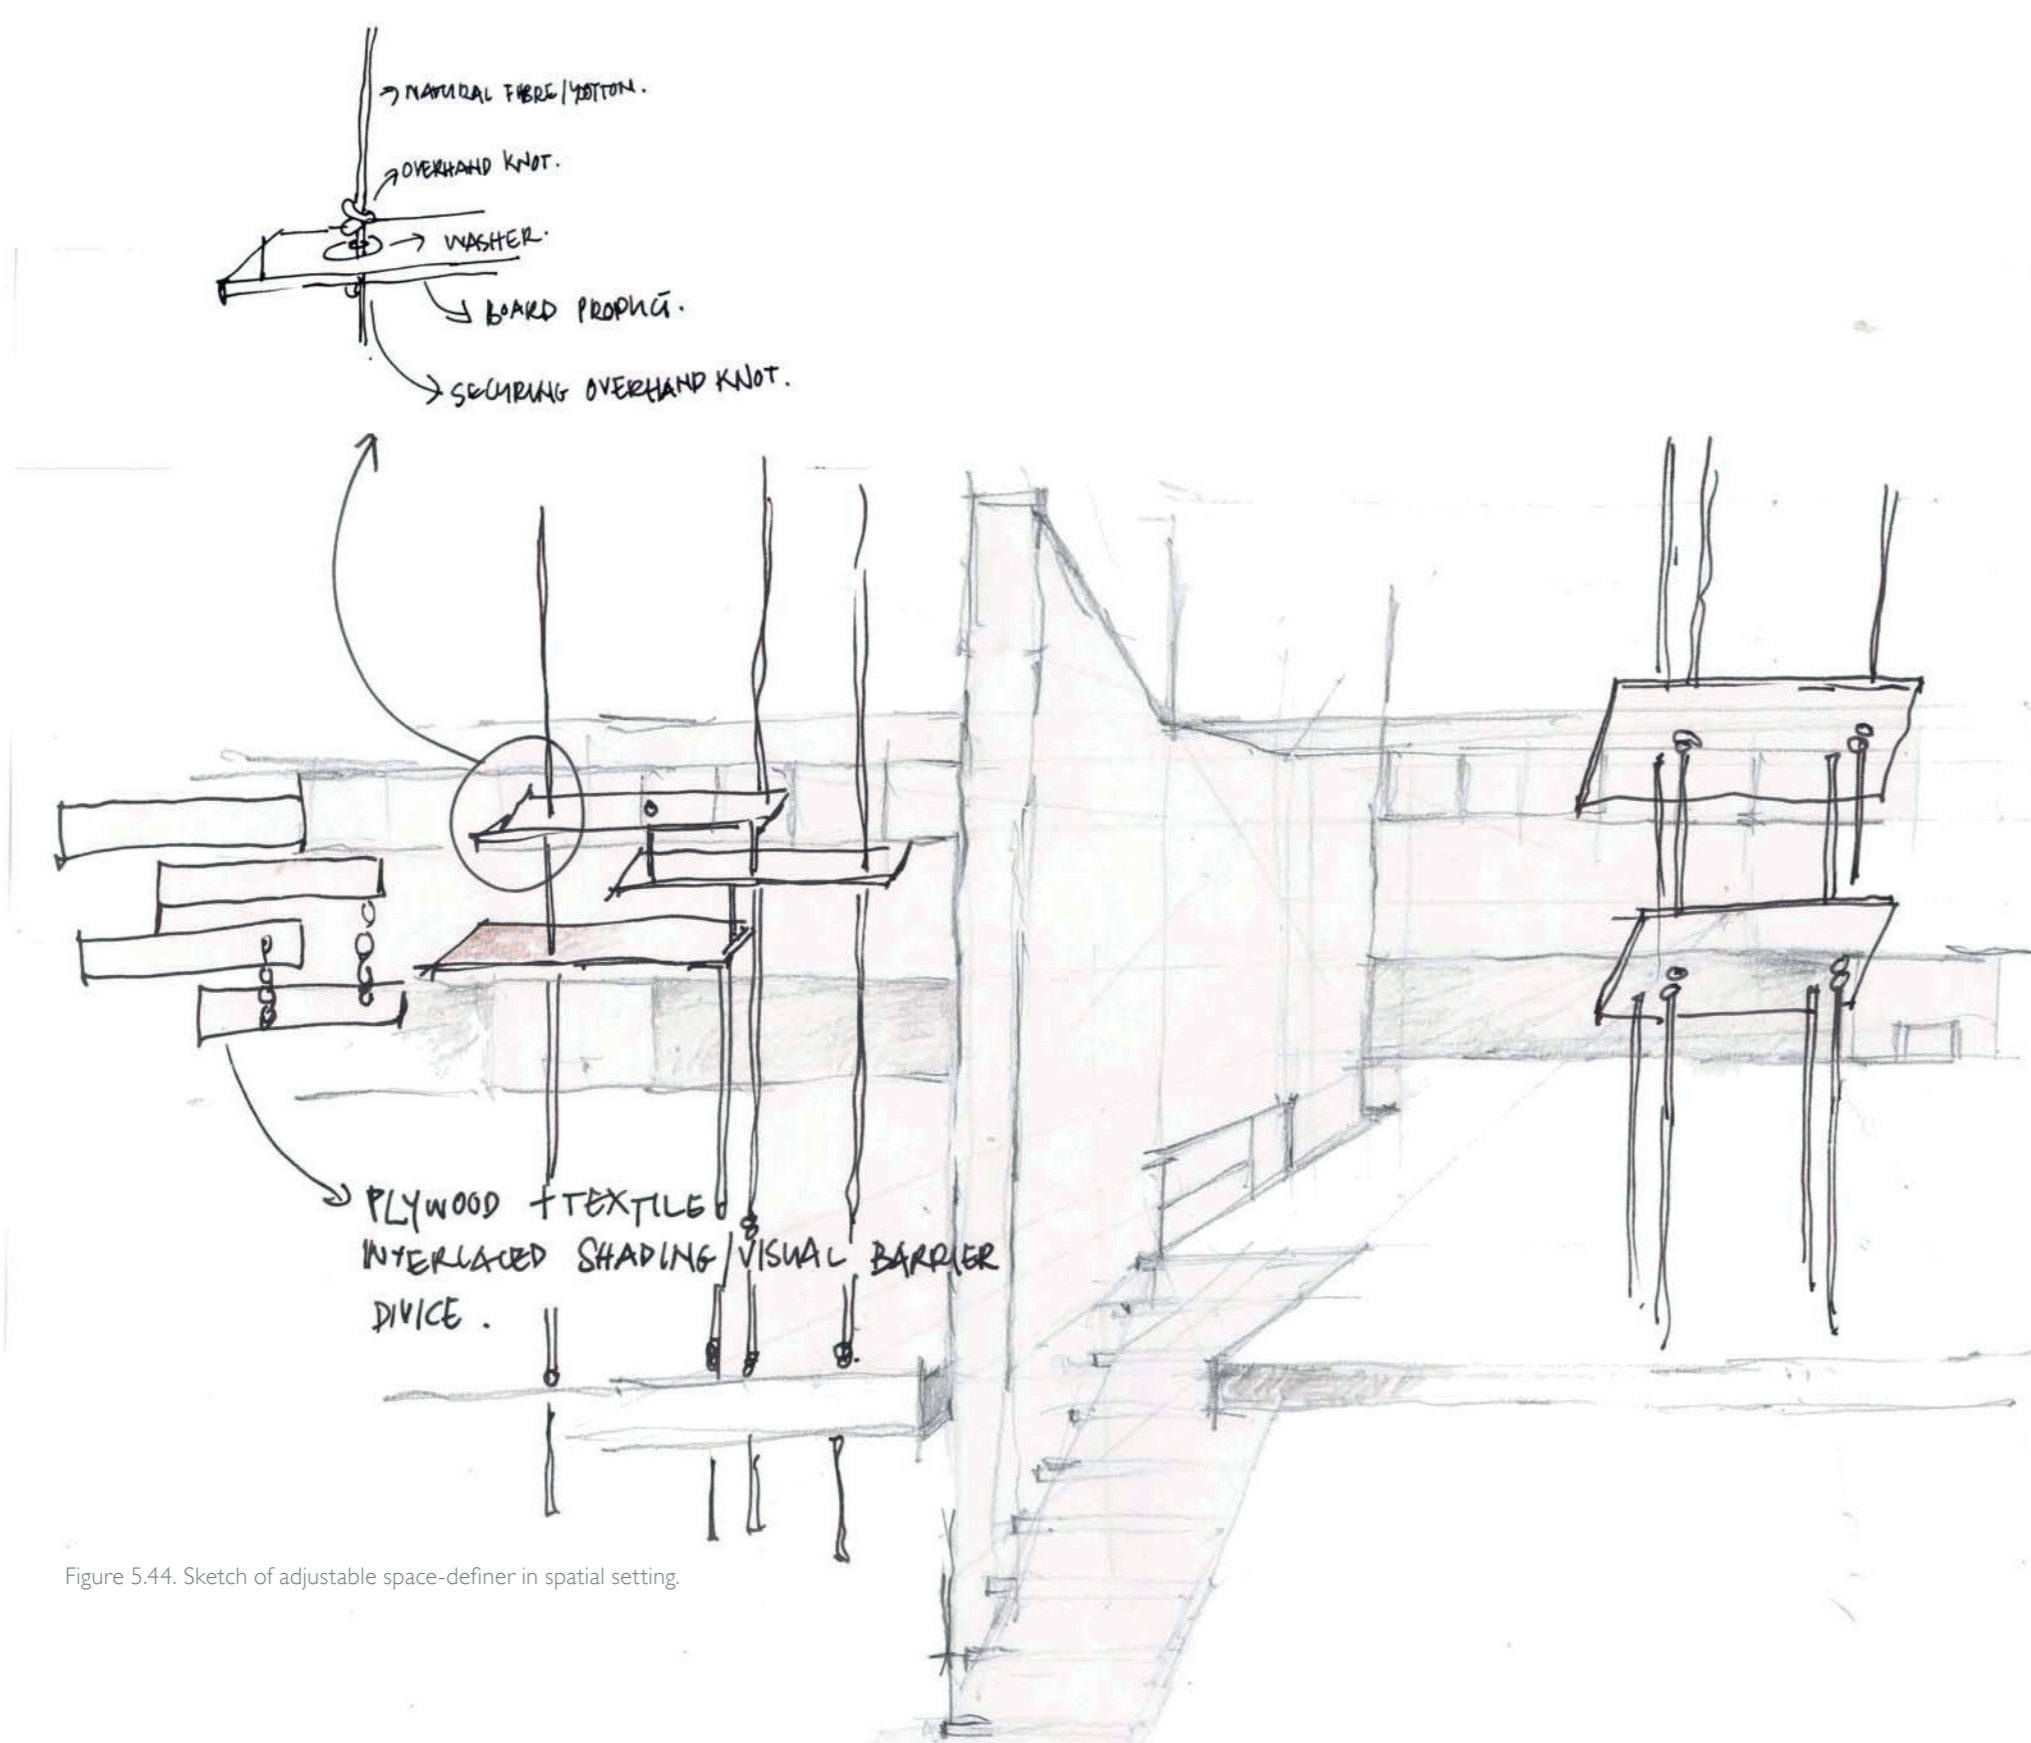 NATURAL FIBRE/COTTON.
OVERHAND KNOT.
WASHER.
BOARD PRODUCT.
SECURING OVERHAND KNOT.
PLYWOOD + TEXTILE
INTERLACED SHADING/VISUAL BARRIER
DIVICE.
Figure 5.44. Sketch of adjustable space-definer in spatial setting.